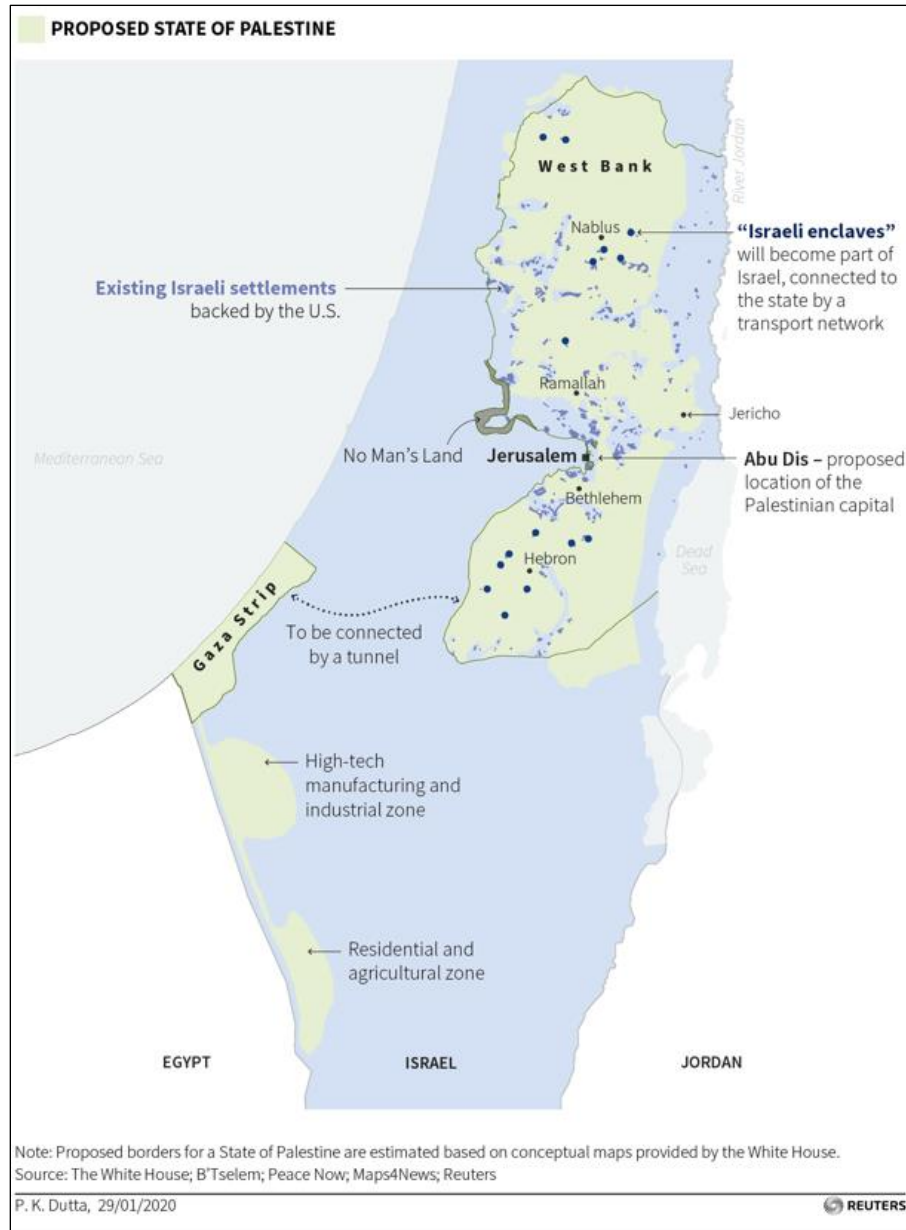 PROPOSED STATE OF PALESTINE
West Bank
River Jordan
Nablus
“Israeli enclaves”
will become part of
Israel, connected to
the state by a
transport network
Existing Israeli settlements
backed by the U.S.
Ramallah
Jericho
No Man’s Land
Jerusalem
Mediterranean Sea
Abu Dis – proposed
location of the
Palestinian capital
Bethlehem
Hebron
Dead
Sea
Gaza Strip
To be connected
by a tunnel
High-tech
manufacturing and
industrial zone
Residential and
agricultural zone
EGYPT
ISRAEL
JORDAN
Note: Proposed borders for a State of Palestine are estimated based on conceptual maps provided by the White House.
Source: The White House; B’Tselem; Peace Now; Maps4News; Reuters
P. K. Dutta, 29/01/2020
REUTERS